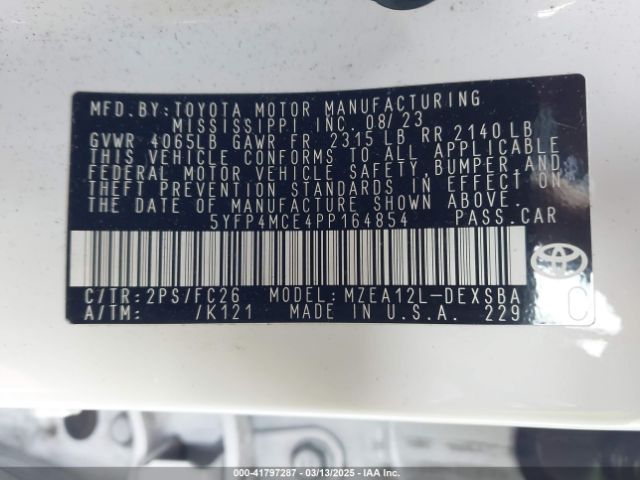 MFD. BY: TOYOTA MOTOR MANUFACTURING
MISSISSIPPI INC. 08/23
GVWR 4065LB GAWR FR 2315 LB RR 2140 LB
THIS VEHICLE CONFORMS TO ALL APPLICABLE
FEDERAL MOTOR VEHICLE SAFETY, BUMPER, AND
THEFT PREVENTION STANDARDS IN EFFECT ON
THE DATE OF MANUFACTURE SHOWN ABOVE.
5YFP4MCE4PP164854 PASS.CAR
C/TR: 2PS/FC26 MODEL: MZEA12L-DEXSBA
C
A/TM: /K121 MADE IN U.S.A. 229
000-41797287 - 03/13/2025 - IAA Inc.